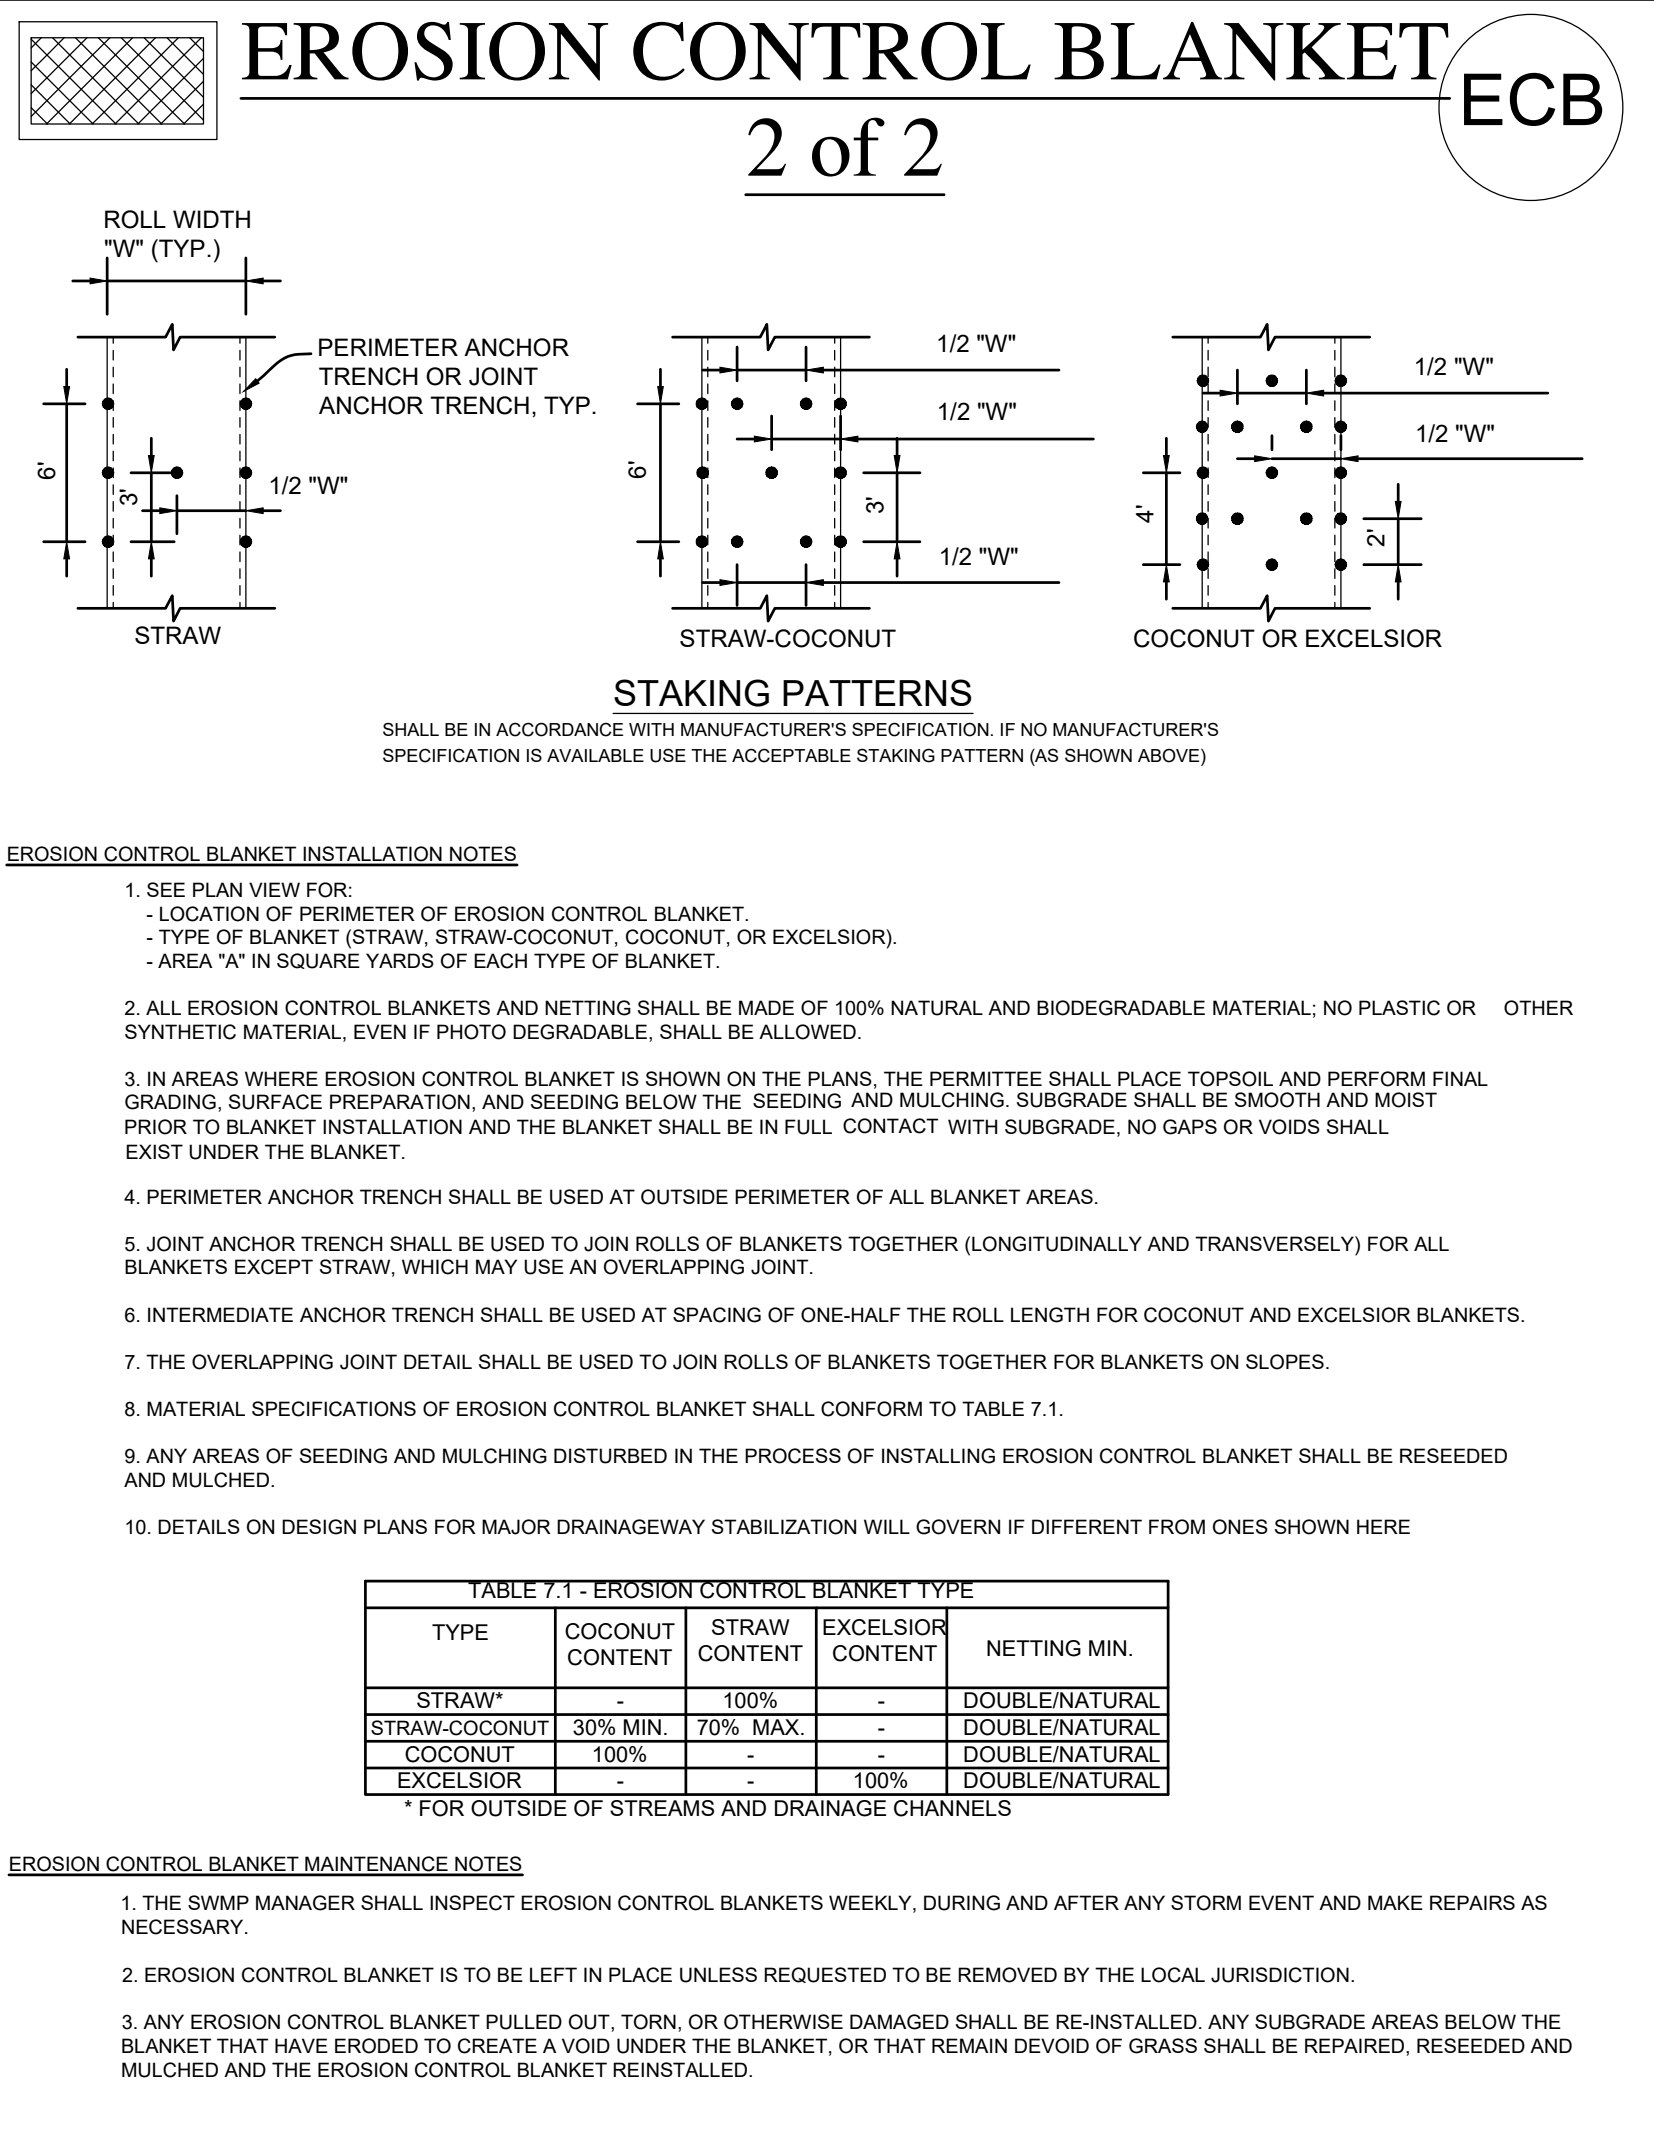 EROSION CONTROL BLANKET
ECB
2 of 2
ROLL WIDTH
"W" (TYP.)
PERIMETER ANCHOR
TRENCH OR JOINT
ANCHOR TRENCH, TYP.
6'
3'
1/2 "W"
STRAW
1/2 "W"
1/2 "W"
6'
3'
1/2 "W"
STRAW-COCONUT
1/2 "W"
1/2 "W"
4'
2'
COCONUT OR EXCELSIOR
STAKING PATTERNS
SHALL BE IN ACCORDANCE WITH MANUFACTURER'S SPECIFICATION. IF NO MANUFACTURER'S
SPECIFICATION IS AVAILABLE USE THE ACCEPTABLE STAKING PATTERN (AS SHOWN ABOVE)
EROSION CONTROL BLANKET INSTALLATION NOTES
1. SEE PLAN VIEW FOR:
- LOCATION OF PERIMETER OF EROSION CONTROL BLANKET.
- TYPE OF BLANKET (STRAW, STRAW-COCONUT, COCONUT, OR EXCELSIOR).
- AREA "A" IN SQUARE YARDS OF EACH TYPE OF BLANKET.
2. ALL EROSION CONTROL BLANKETS AND NETTING SHALL BE MADE OF 100% NATURAL AND BIODEGRADABLE MATERIAL; NO PLASTIC OR OTHER
SYNTHETIC MATERIAL, EVEN IF PHOTO DEGRADABLE, SHALL BE ALLOWED.
3. IN AREAS WHERE EROSION CONTROL BLANKET IS SHOWN ON THE PLANS, THE PERMITTEE SHALL PLACE TOPSOIL AND PERFORM FINAL
GRADING, SURFACE PREPARATION, AND SEEDING BELOW THE SEEDING AND MULCHING. SUBGRADE SHALL BE SMOOTH AND MOIST
PRIOR TO BLANKET INSTALLATION AND THE BLANKET SHALL BE IN FULL CONTACT WITH SUBGRADE, NO GAPS OR VOIDS SHALL
EXIST UNDER THE BLANKET.
4. PERIMETER ANCHOR TRENCH SHALL BE USED AT OUTSIDE PERIMETER OF ALL BLANKET AREAS.
5. JOINT ANCHOR TRENCH SHALL BE USED TO JOIN ROLLS OF BLANKETS TOGETHER (LONGITUDINALLY AND TRANSVERSELY) FOR ALL
BLANKETS EXCEPT STRAW, WHICH MAY USE AN OVERLAPPING JOINT.
6. INTERMEDIATE ANCHOR TRENCH SHALL BE USED AT SPACING OF ONE-HALF THE ROLL LENGTH FOR COCONUT AND EXCELSIOR BLANKETS.
7. THE OVERLAPPING JOINT DETAIL SHALL BE USED TO JOIN ROLLS OF BLANKETS TOGETHER FOR BLANKETS ON SLOPES.
8. MATERIAL SPECIFICATIONS OF EROSION CONTROL BLANKET SHALL CONFORM TO TABLE 7.1.
9. ANY AREAS OF SEEDING AND MULCHING DISTURBED IN THE PROCESS OF INSTALLING EROSION CONTROL BLANKET SHALL BE RESEEDED
AND MULCHED.
10. DETAILS ON DESIGN PLANS FOR MAJOR DRAINAGEWAY STABILIZATION WILL GOVERN IF DIFFERENT FROM ONES SHOWN HERE
TABLE 7.1 - EROSION CONTROL BLANKET TYPE
TYPE COCONUT CONTENT STRAW CONTENT EXCELSIOR CONTENT NETTING MIN.
STRAW* - 100% - DOUBLE/NATURAL
STRAW-COCONUT 30% MIN. 70% MAX. - DOUBLE/NATURAL
COCONUT 100% - - DOUBLE/NATURAL
EXCELSIOR - - 100% DOUBLE/NATURAL
* FOR OUTSIDE OF STREAMS AND DRAINAGE CHANNELS
EROSION CONTROL BLANKET MAINTENANCE NOTES
1. THE SWMP MANAGER SHALL INSPECT EROSION CONTROL BLANKETS WEEKLY, DURING AND AFTER ANY STORM EVENT AND MAKE REPAIRS AS
NECESSARY.
2. EROSION CONTROL BLANKET IS TO BE LEFT IN PLACE UNLESS REQUESTED TO BE REMOVED BY THE LOCAL JURISDICTION.
3. ANY EROSION CONTROL BLANKET PULLED OUT, TORN, OR OTHERWISE DAMAGED SHALL BE RE-INSTALLED. ANY SUBGRADE AREAS BELOW THE
BLANKET THAT HAVE ERODED TO CREATE A VOID UNDER THE BLANKET, OR THAT REMAIN DEVOID OF GRASS SHALL BE REPAIRED, RESEEDED AND
MULCHED AND THE EROSION CONTROL BLANKET REINSTALLED.